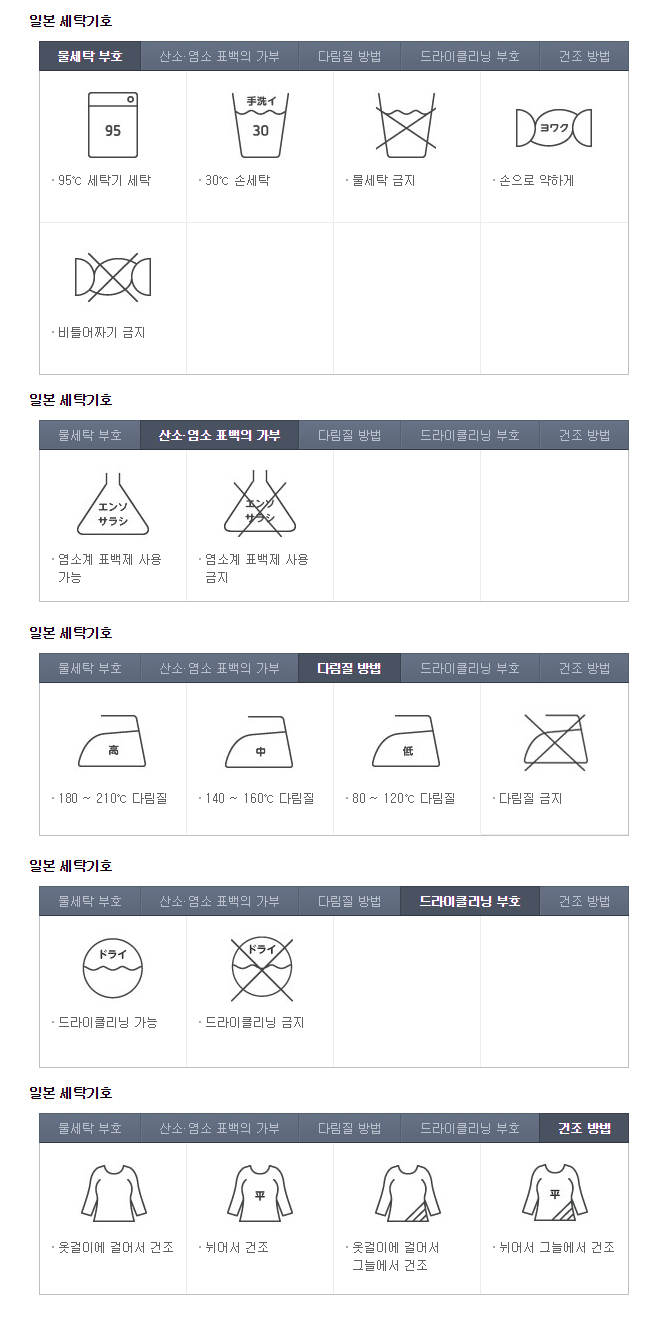 일본 세탁기호
물세탁 부호 산소·염소 표백의 가부 다림질 방법 드라이클리닝 부호 건조 방법
95
手洗イ
30
ヨワク
· 95℃ 세탁기 세탁
· 30℃ 손세탁
· 물세탁 금지
· 손으로 약하게
· 비틀어짜기 금지
일본 세탁기호
물세탁 부호 산소·염소 표백의 가부 다림질 방법 드라이클리닝 부호 건조 방법
エンソ
サラシ
エンソ
サラシ
· 염소계 표백제 사용
가능
· 염소계 표백제 사용
금지
일본 세탁기호
물세탁 부호 산소·염소 표백의 가부 다림질 방법 드라이클리닝 부호 건조 방법
高
中
低
· 180 ~ 210℃ 다림질
· 140 ~ 160℃ 다림질
· 80 ~ 120℃ 다림질
· 다림질 금지
일본 세탁기호
물세탁 부호 산소·염소 표백의 가부 다림질 방법 드라이클리닝 부호 건조 방법
ドライ
ドライ
· 드라이클리닝 가능
· 드라이클리닝 금지
일본 세탁기호
물세탁 부호 산소·염소 표백의 가부 다림질 방법 드라이클리닝 부호 건조 방법
平
平
· 옷걸이에 걸어서 건조
· 뉘어서 건조
· 옷걸이에 걸어서
그늘에서 건조
· 뉘어서 그늘에서 건조